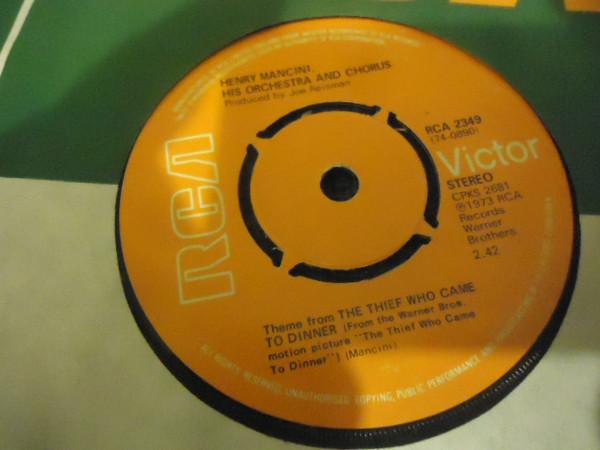 HENRY MANCINI,
HIS ORCHESTRA AND CHORUS
Produced by Joe Reisman
RCA
RCA 2349
(74-0890)
Victor
STEREO
CPKS 2681
℗1973 RCA
Records
Warner
Brothers
2.42
Theme from THE THIEF WHO CAME
TO DINNER (From the Warner Bros.
motion picture "The Thief Who Came
To Dinner") (Mancini)
ALL RIGHTS RESERVED. UNAUTHORISED COPYING, PUBLIC PERFORMANCE AND